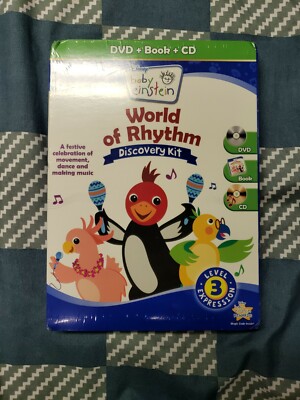 DVD + Book + CD
Disney
baby
einstein
World
of Rhythm
Discovery Kit
A festive
celebration of
movement,
dance and
making music
DVD
Book
CD
LEVEL
3
EXPRESSION